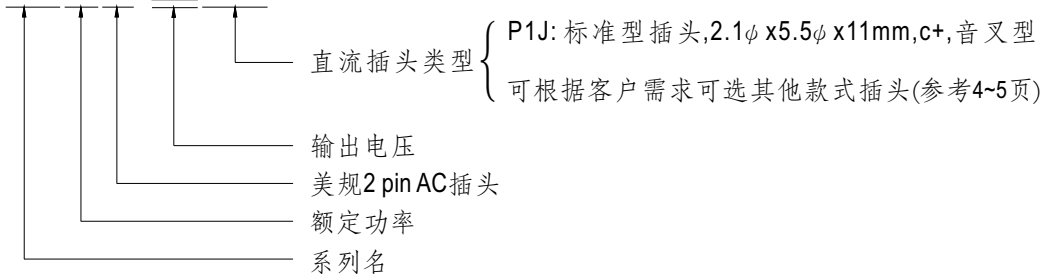 直流插头类型
P1J: 标准型插头,2.1φ x5.5φ x11mm,c+,音叉型
可根据客户需求可选其他款式插头(参考4~5页)
输出电压
美规2 pin AC插头
额定功率
系列名